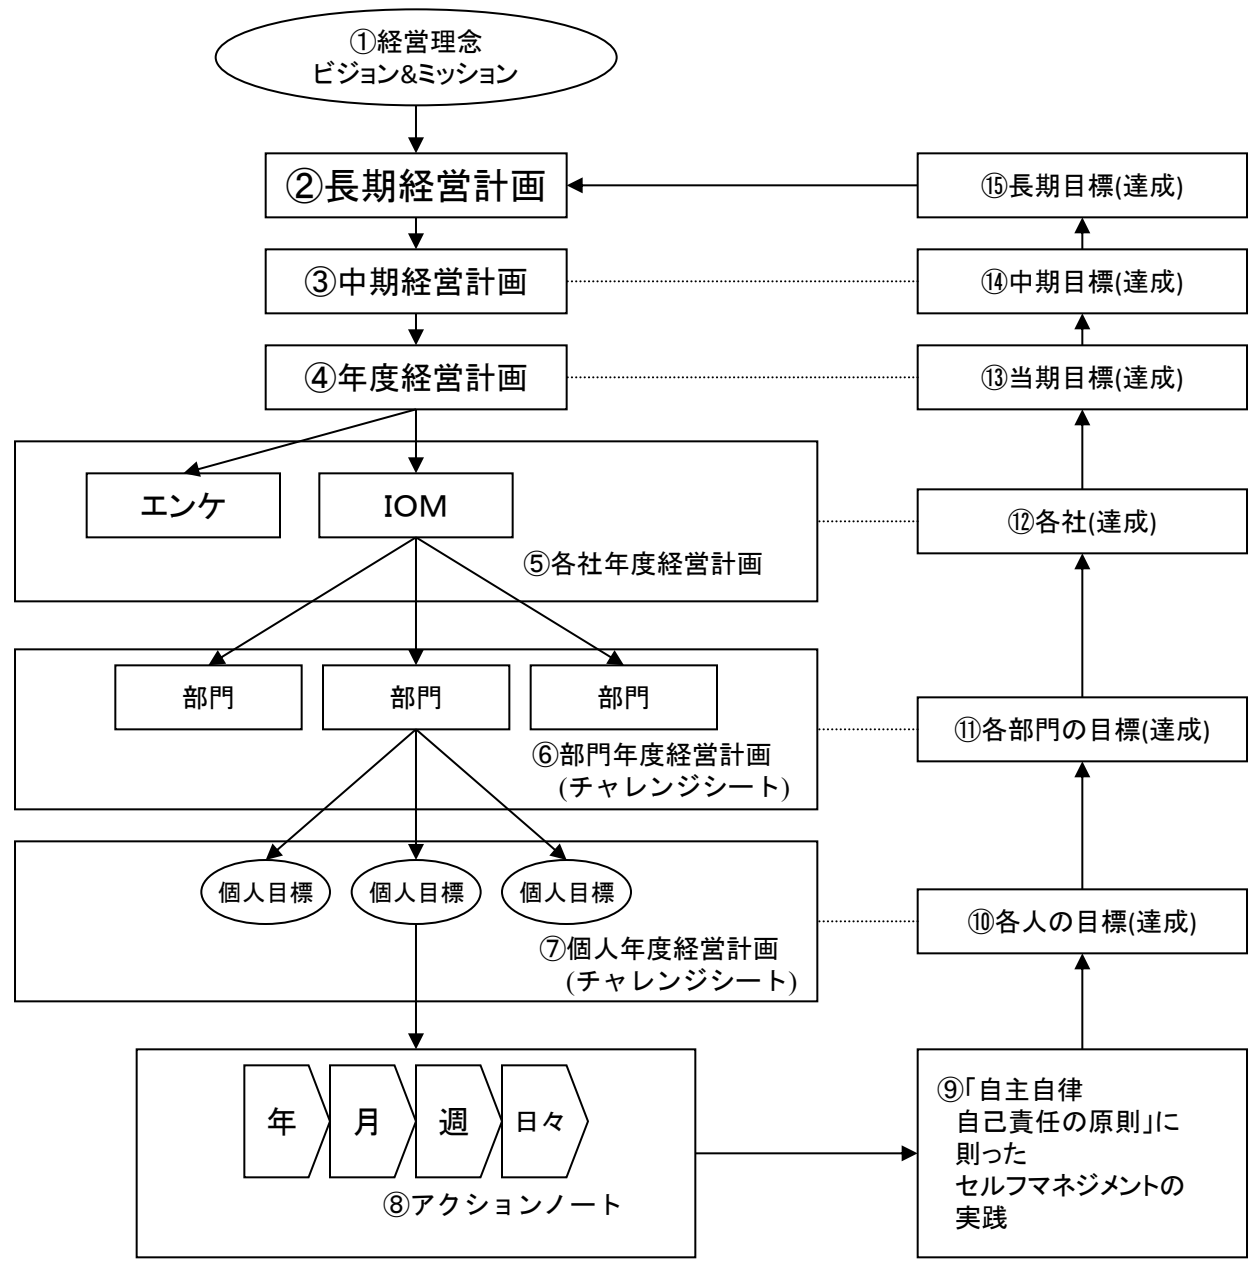 ①経営理念
ビジョン&ミッション
②長期経営計画
⑮長期目標(達成)
③中期経営計画
⑭中期目標(達成)
④年度経営計画
⑬当期目標(達成)
エンケ
IOM
⑤各社年度経営計画
⑫各社(達成)
部門
部門
部門
⑥部門年度経営計画
(チャレンジシート)
⑪各部門の目標(達成)
個人目標
個人目標
個人目標
⑦個人年度経営計画
(チャレンジシート)
⑩各人の目標(達成)
年
月
週
日々
⑧アクションノート
⑨「自主自律
自己責任の原則」に
則った
セルフマネジメントの
実践